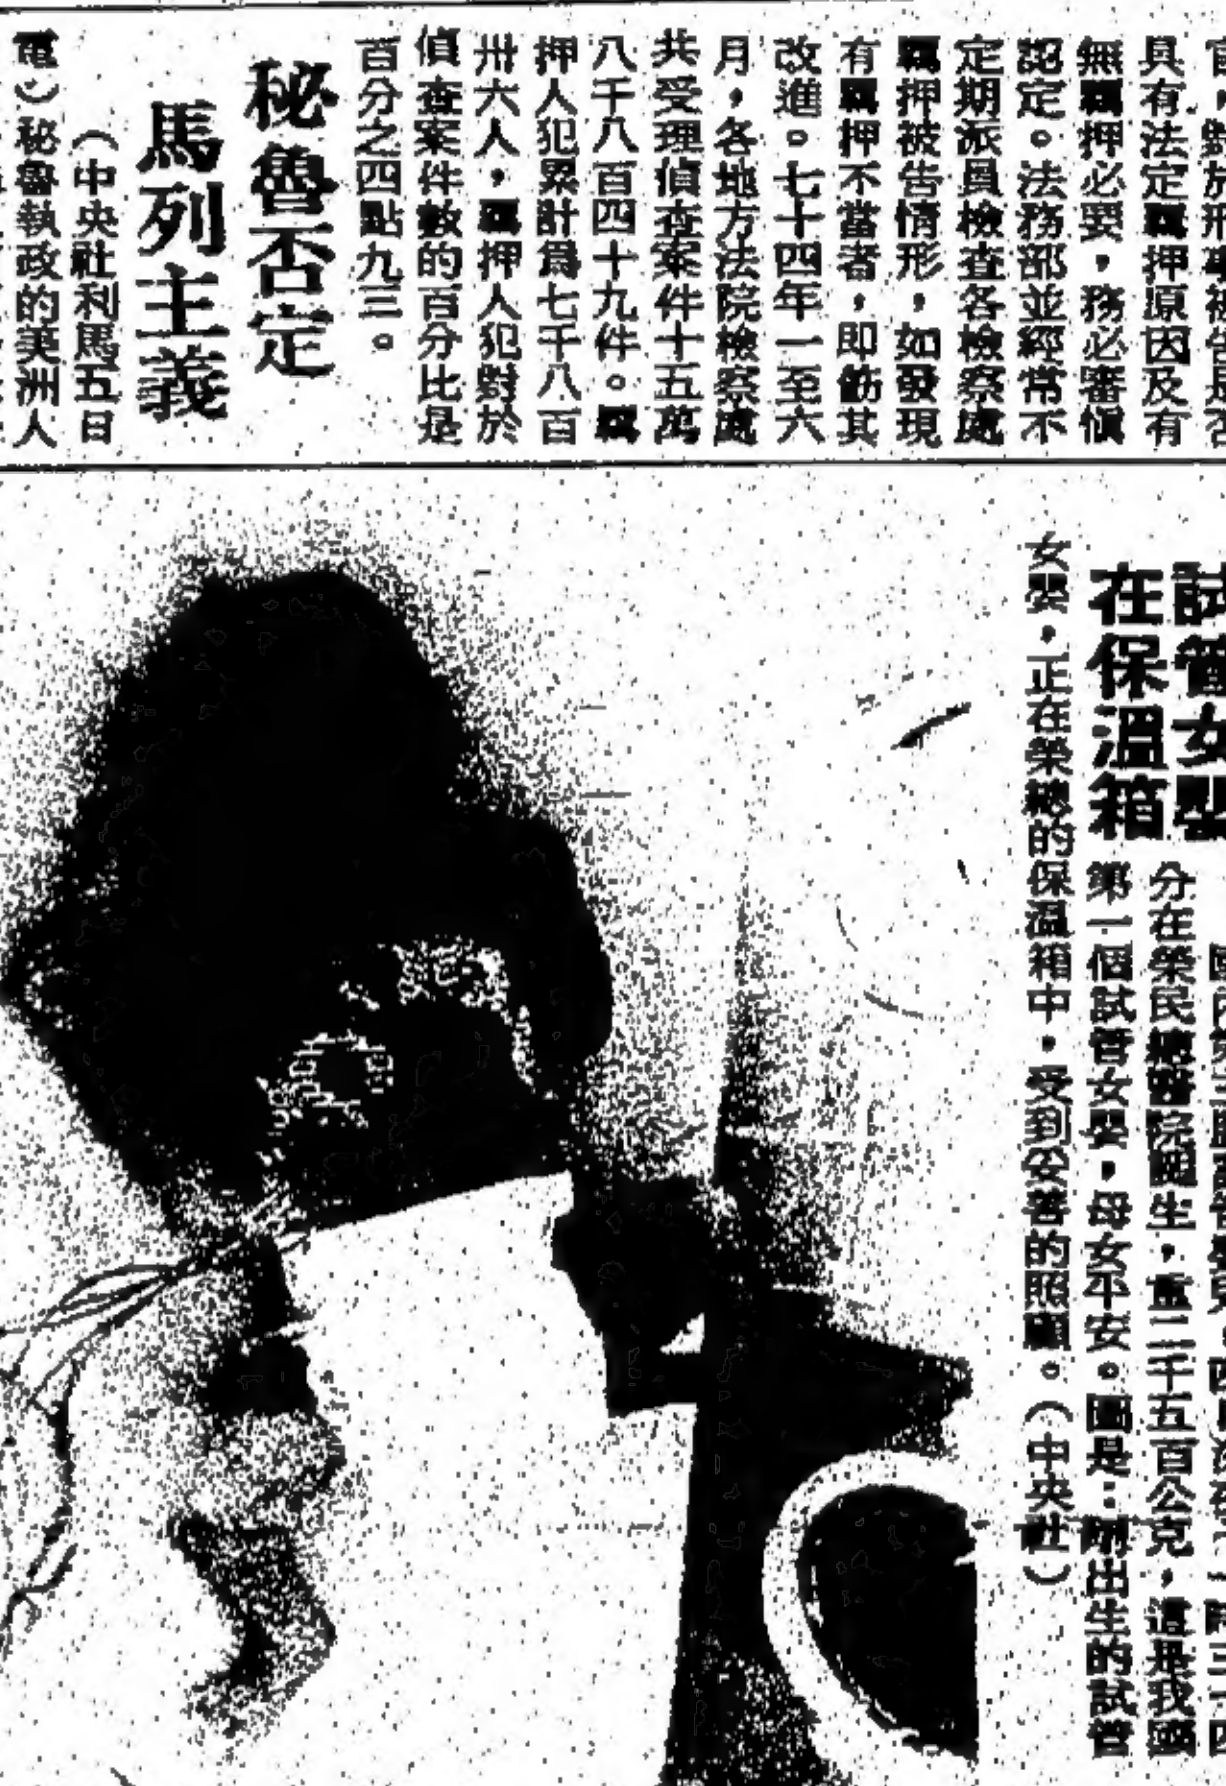 具有法定羈押原因及有
無羈押必要，務必審慎
認定。法務部並經常不
定期派員檢查各檢察處
羈押被告情形，如發現
有羈押不當者，即飭其
改進。七十四年一至六
月，各地方法院檢察處
共受理偵查案件十五萬
八千八百四十九件。羈
押人犯累計爲七千八百
卅六人，羈押人犯對於
偵查案件數的百分比是
百分之四點九三。
秘魯否定
馬列主義
（中央社利馬五日
電）秘魯執政的美洲人
試管女嬰
在保溫箱
分在榮民總醫院誕生，重二千五百公克，這是我國
第一個試管女嬰，母女平安。圖是：剛出生的試管
女嬰，正在榮總的保溫箱中，受到妥善的照顧。（中央社）